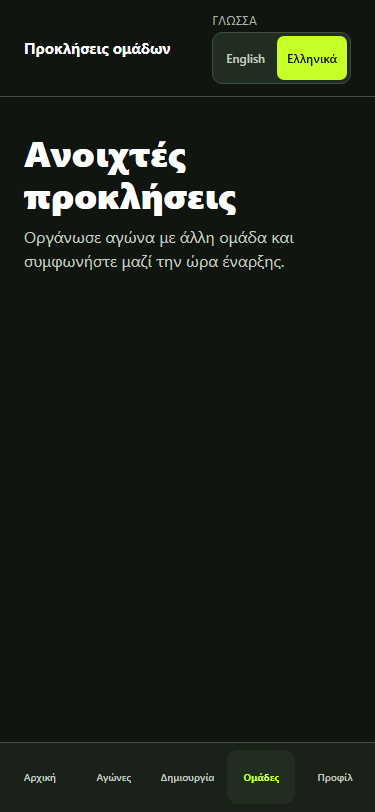 ΓΛΩΣΣΑ
Προκλήσεις ομάδων
English
Ελληνικά
Ανοιχτές
προκλήσεις
Οργάνωσε αγώνα με άλλη ομάδα και
συμφωνήστε μαζί την ώρα έναρξης.
Αρχική
Αγώνες
Δημιουργία
Ομάδες
Προφίλ